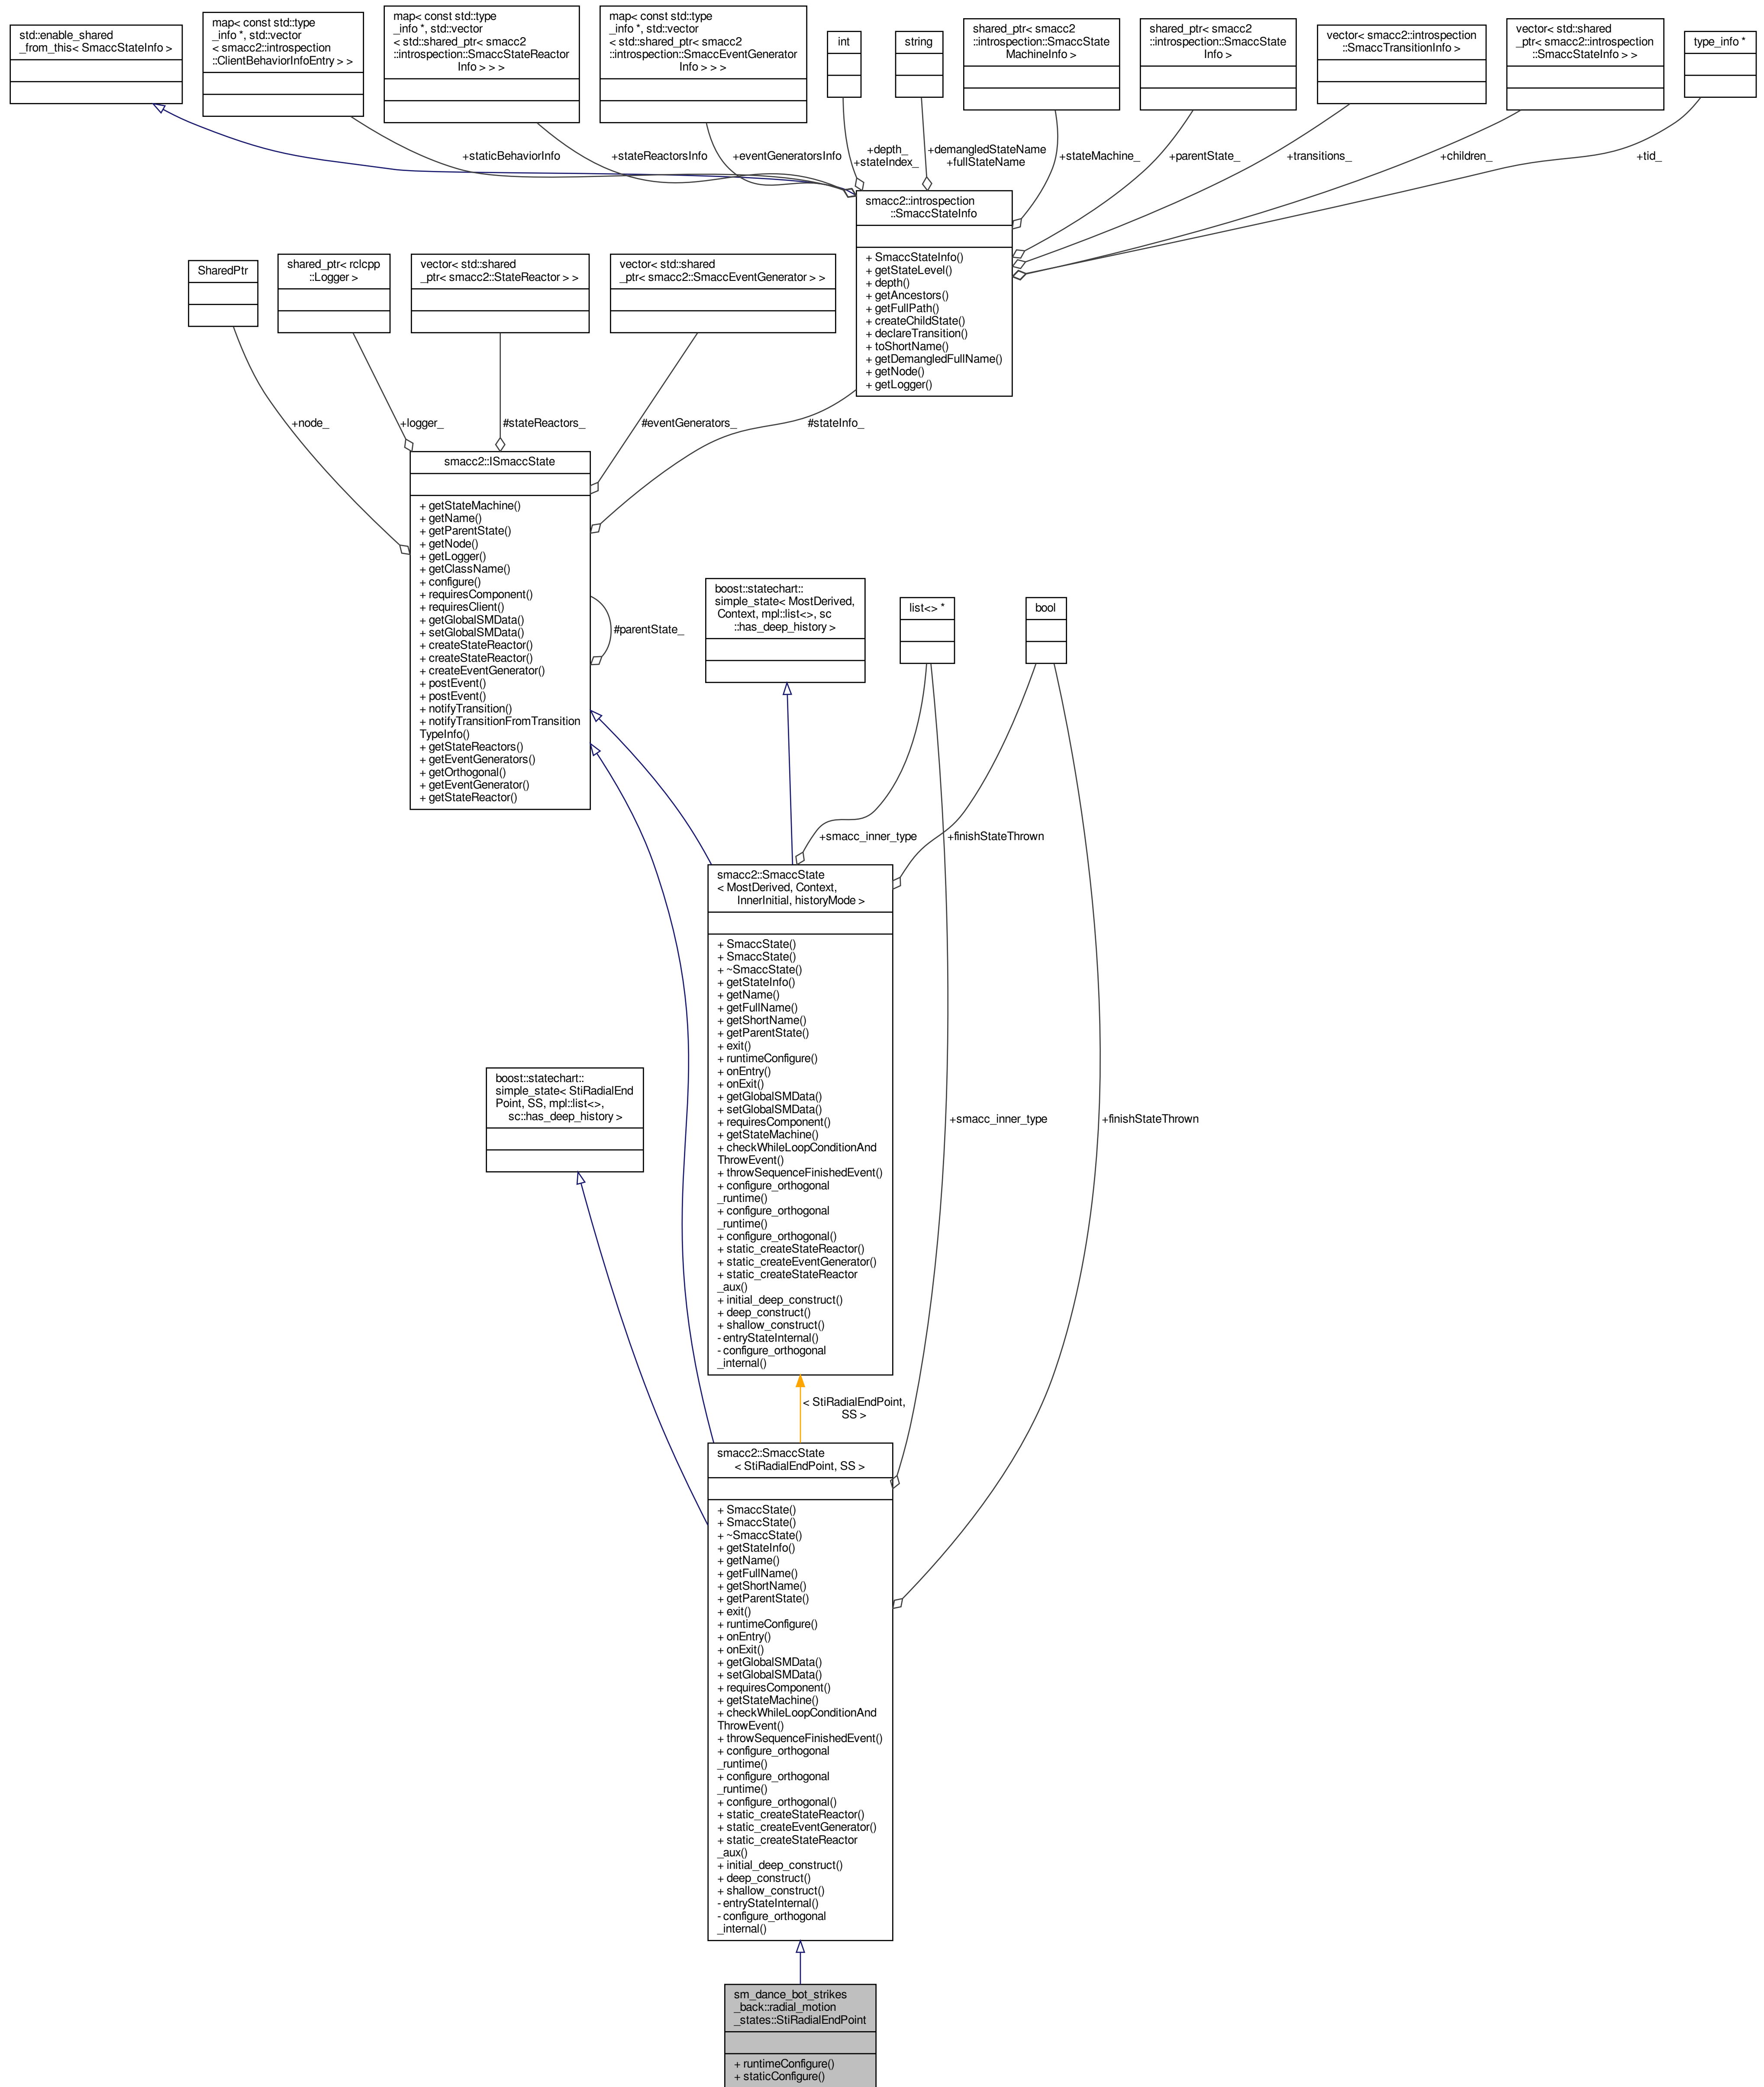 std::enable_shared
_from_this< SmaccStateInfo >
map< const std::type
_info *, std::vector
< smacc2::introspection
::ClientBehaviorInfoEntry > >
map< const std::type
_info *, std::vector
< std::shared_ptr< smacc2
::introspection::SmaccStateReactor
Info > > >
map< const std::type
_info *, std::vector
< std::shared_ptr< smacc2
::introspection::SmaccEventGenerator
Info > > >
int
string
shared_ptr< smacc2
::introspection::SmaccState
MachineInfo >
shared_ptr< smacc2
::introspection::SmaccState
Info >
vector< smacc2::introspection
::SmaccTransitionInfo >
vector< std::shared
_ptr< smacc2::introspection
::SmaccStateInfo > >
type_info *
+staticBehaviorInfo
+stateReactorsInfo
+eventGeneratorsInfo
+depth_
+stateIndex_
+demangledStateName
+fullStateName
+stateMachine_
+parentState_
+transitions_
+children_
+tid_
smacc2::introspection
::SmaccStateInfo
+ SmaccStateInfo()
+ getStateLevel()
+ depth()
+ getAncestors()
+ getFullPath()
+ createChildState()
+ declareTransition()
+ toShortName()
+ getDemangledFullName()
+ getNode()
+ getLogger()
SharedPtr
shared_ptr< rclcpp
::Logger >
vector< std::shared
_ptr< smacc2::StateReactor > >
vector< std::shared
_ptr< smacc2::SmaccEventGenerator > >
+node_
+logger_
#stateReactors_
#eventGenerators_
#stateInfo_
smacc2::ISmaccState
+ getStateMachine()
+ getName()
+ getParentState()
+ getNode()
+ getLogger()
+ getClassName()
+ configure()
+ requiresComponent()
+ requiresClient()
+ getGlobalSMData()
+ setGlobalSMData()
+ createStateReactor()
+ createStateReactor()
+ createEventGenerator()
+ postEvent()
+ postEvent()
+ notifyTransition()
+ notifyTransitionFromTransition
TypeInfo()
+ getStateReactors()
+ getEventGenerators()
+ getOrthogonal()
+ getEventGenerator()
+ getStateReactor()
#parentState_
boost::statechart::
simple_state< MostDerived,
Context, mpl::list<>, sc
::has_deep_history >
list<> *
bool
+smacc_inner_type
+finishStateThrown
smacc2::SmaccState
< MostDerived, Context,
InnerInitial, historyMode >
+ SmaccState()
+ SmaccState()
+ ~SmaccState()
+ getStateInfo()
+ getName()
+ getFullName()
+ getShortName()
+ getParentState()
+ exit()
+ runtimeConfigure()
+ onEntry()
+ onExit()
+ getGlobalSMData()
+ setGlobalSMData()
+ requiresComponent()
+ getStateMachine()
+ checkWhileLoopConditionAnd
ThrowEvent()
+ throwSequenceFinishedEvent()
+ configure_orthogonal
_runtime()
+ configure_orthogonal
_runtime()
+ configure_orthogonal()
+ static_createStateReactor()
+ static_createEventGenerator()
+ static_createStateReactor
_aux()
+ initial_deep_construct()
+ deep_construct()
+ shallow_construct()
- entryStateInternal()
- configure_orthogonal
_internal()
boost::statechart::
simple_state< StiRadialEnd
Point, SS, mpl::list<>,
sc::has_deep_history >
+smacc_inner_type
+finishStateThrown
< StiRadialEndPoint,
SS >
smacc2::SmaccState
< StiRadialEndPoint, SS >
+ SmaccState()
+ SmaccState()
+ ~SmaccState()
+ getStateInfo()
+ getName()
+ getFullName()
+ getShortName()
+ getParentState()
+ exit()
+ runtimeConfigure()
+ onEntry()
+ onExit()
+ getGlobalSMData()
+ setGlobalSMData()
+ requiresComponent()
+ getStateMachine()
+ checkWhileLoopConditionAnd
ThrowEvent()
+ throwSequenceFinishedEvent()
+ configure_orthogonal
_runtime()
+ configure_orthogonal
_runtime()
+ configure_orthogonal()
+ static_createStateReactor()
+ static_createEventGenerator()
+ static_createStateReactor
_aux()
+ initial_deep_construct()
+ deep_construct()
+ shallow_construct()
- entryStateInternal()
- configure_orthogonal
_internal()
sm_dance_bot_strikes
_back::radial_motion
_states::StiRadialEndPoint
+ runtimeConfigure()
+ staticConfigure()